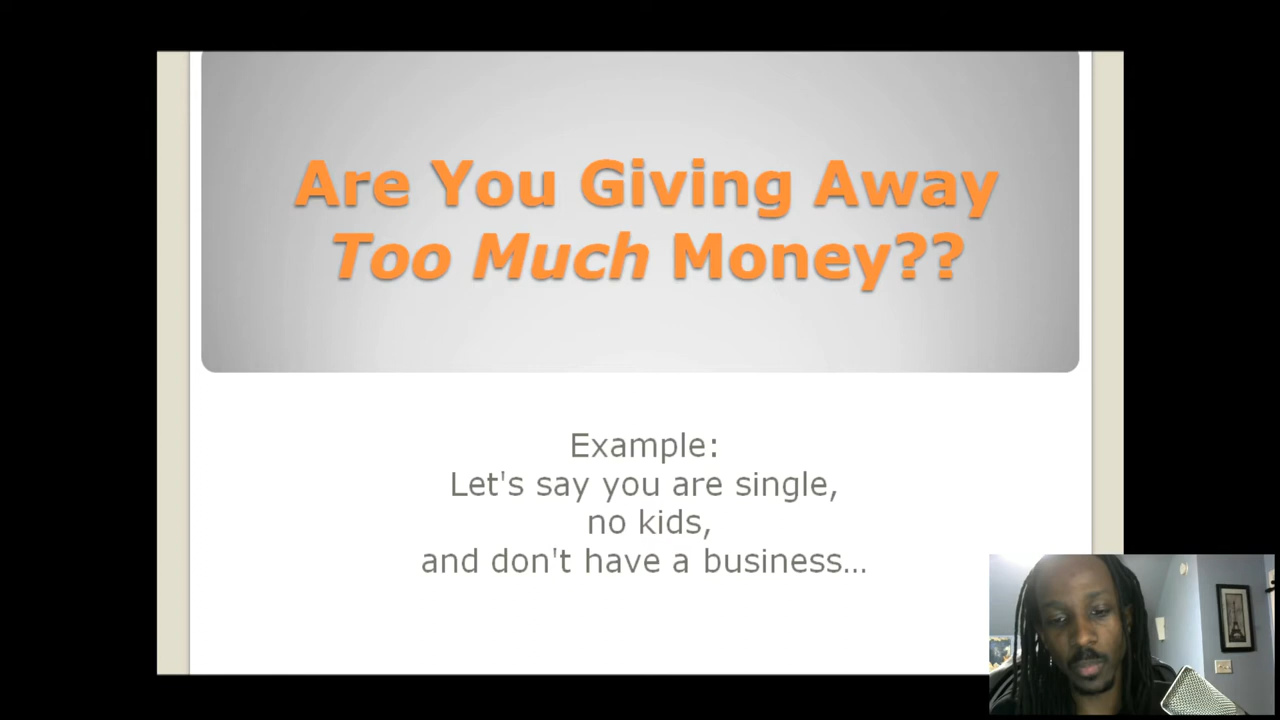 Are You Giving Away
Too Much Money??
Example:
Let's say you are single,
no kids,
and don't have a business...